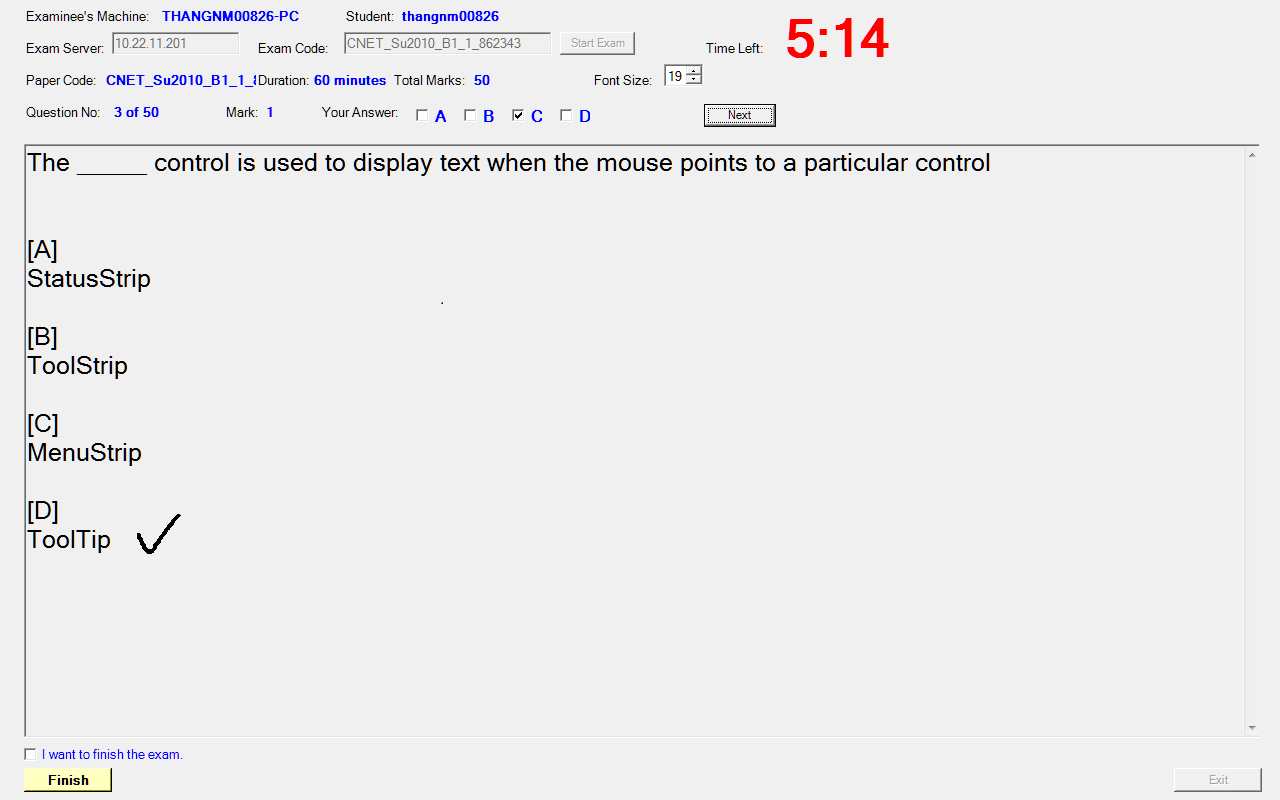 Examinee's Machine: THANGNM00826-PC Student: thangnm00826
Exam Server: 10.22.11.201 Exam Code: CNET_Su2010_B1_1_862343 Start Exam Time Left: 5:14
Paper Code: CNET_Su2010_B1_1_ Duration: 60 minutes Total Marks: 50 Font Size: 19
Question No: 3 of 50 Mark: 1 Your Answer: A B C D Next
The _____ control is used to display text when the mouse points to a particular control
[A]
StatusStrip
[B]
ToolStrip
[C]
MenuStrip
[D]
ToolTip
I want to finish the exam.
Finish Exit